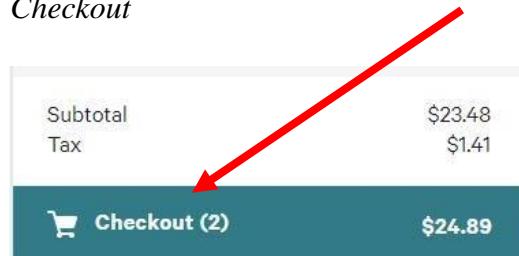 Checkout
Subtotal $23.48
Tax $1.41
Checkout (2) $24.89